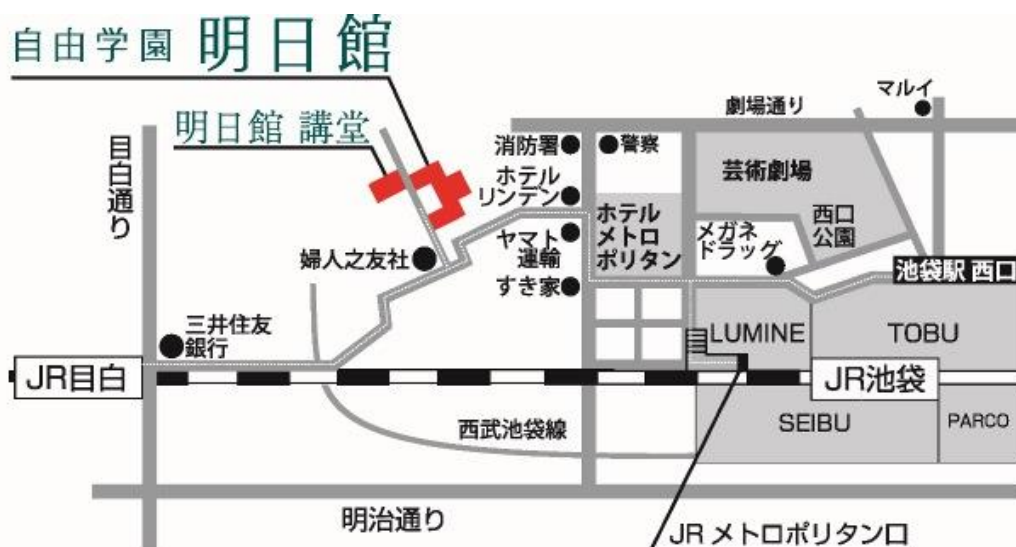 自由学園 明日館
明日館 講堂
目白通り
劇場通り
マルイ
消防署
警察
ホテル
リンデン
ヤマト
運輸
すき家
ホテル
メトロ
ポリタン
芸術劇場
西口
公園
メガネ
ドラッグ
池袋駅 西口
婦人之友社
三井住友
銀行
LUMINE
TOBU
JR目白
JR池袋
西武池袋線
SEIBU
PARCO
明治通り
JR メトロポリタン口